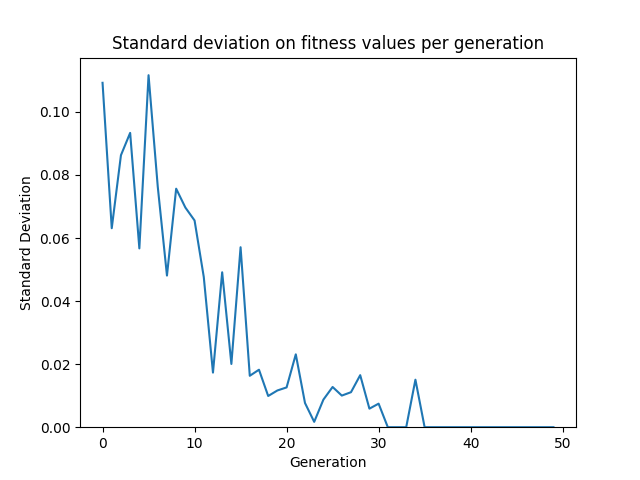 Standard deviation on fitness values per generation
Standard Deviation
0.10
0.08
0.06
0.04
0.02
0.00
0 10 20 30 40 50
Generation